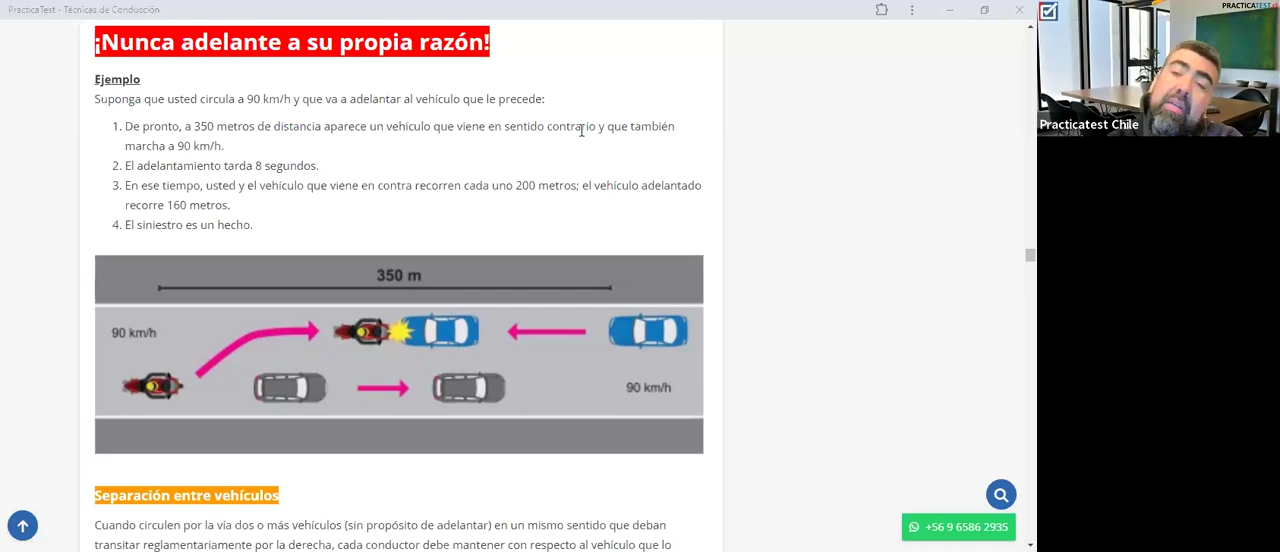 PracticaTest - Técnicas de Conducción
PRACTICATEST.cl
¡Nunca adelante a su propia razón!
Ejemplo
Suponga que usted circula a 90 km/h y que va a adelantar al vehículo que le precede:
1. De pronto, a 350 metros de distancia aparece un vehículo que viene en sentido contrario y que también
marcha a 90 km/h.
2. El adelantamiento tarda 8 segundos.
3. En ese tiempo, usted y el vehículo que viene en contra recorren cada uno 200 metros; el vehículo adelantado
recorre 160 metros.
4. El siniestro es un hecho.
Practicatest Chile
350 m
90 km/h
90 km/h
Separación entre vehículos
Cuando circulen por la vía dos o más vehículos (sin propósito de adelantar) en un mismo sentido que deban
transitar reglamentariamente por la derecha, cada conductor debe mantener con respecto al vehículo que lo
+56 9 6586 2935